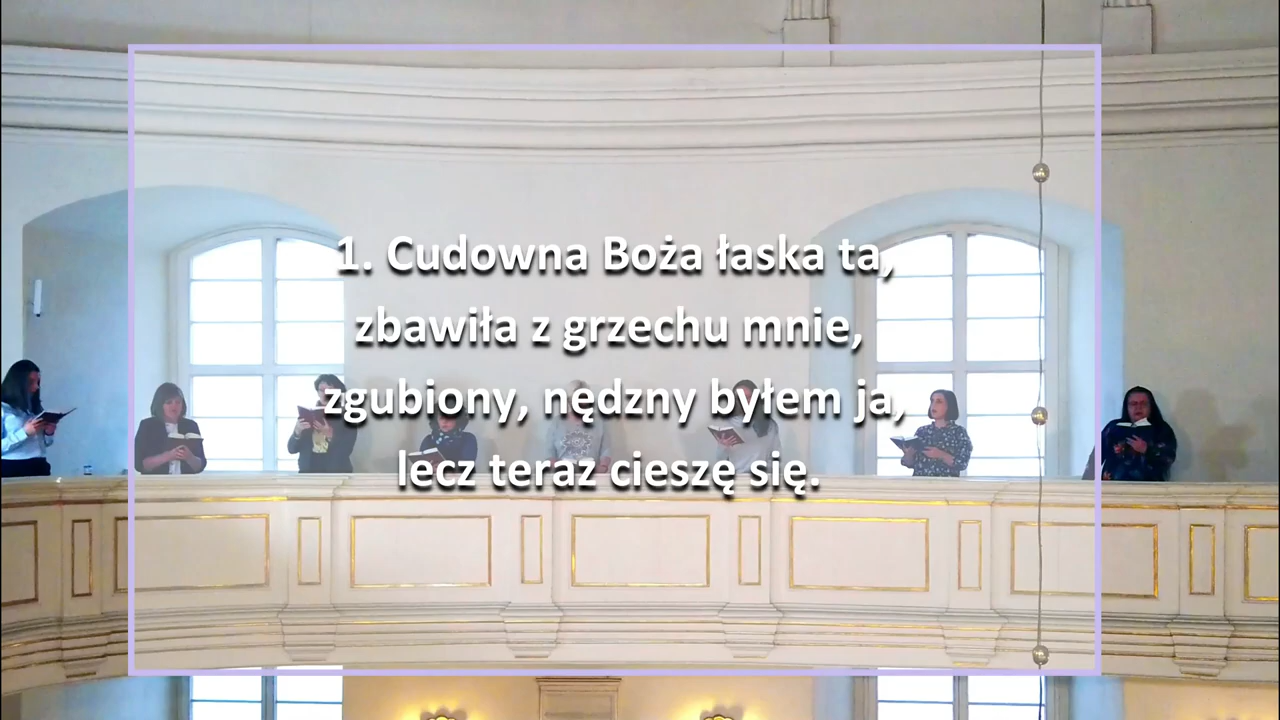 1. Cudowna Boża łaska ta,
zbawiła z grzechu mnie,
zgubiony, nędzny byłem ja,
lecz teraz cieszę się.